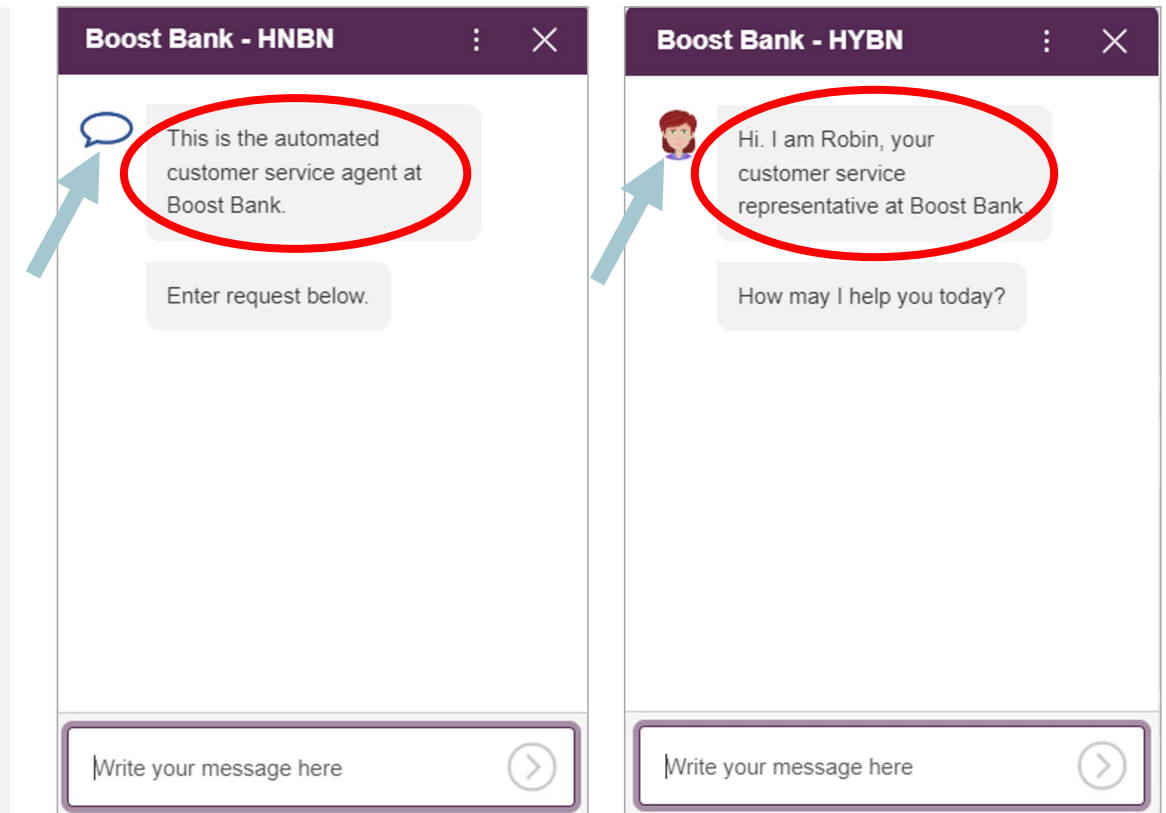 Boost Bank - HNBN
This is the automated
customer service agent at
Boost Bank.
Enter request below.
Write your message here
Boost Bank - HYBN
Hi. I am Robin, your
customer service
representative at Boost Bank.
How may I help you today?
Write your message here